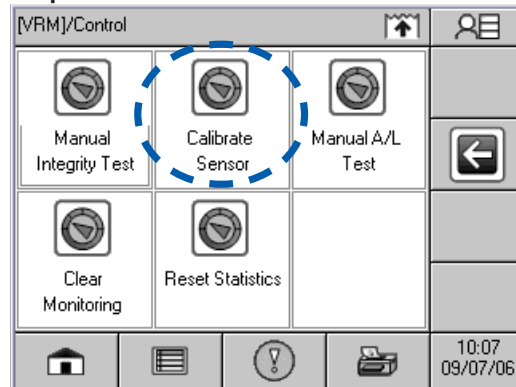 [VRM]/Control
Manual
Integrity Test
Calibrate
Sensor
Manual A/L
Test
Clear
Monitoring
Reset Statistics
10:07
09/07/06